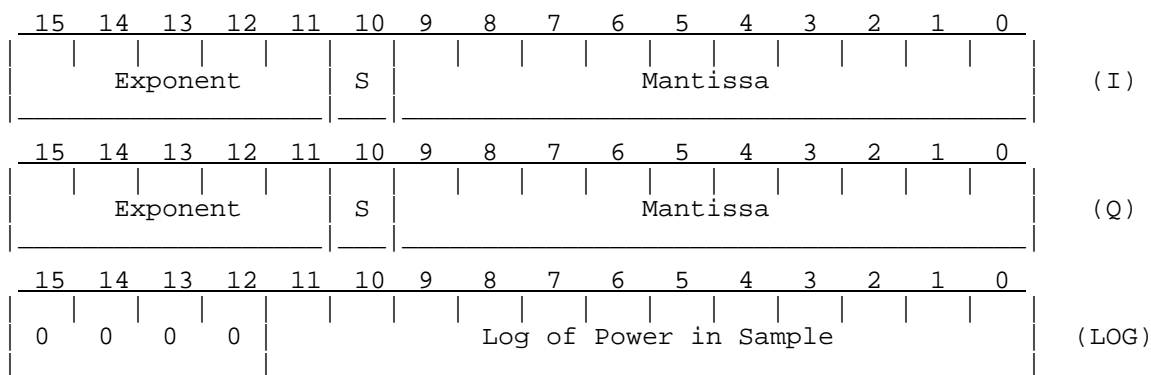 15 14 13 12 11 10 9 8 7 6 5 4 3 2 1 0
Exponent S Mantissa (I)
15 14 13 12 11 10 9 8 7 6 5 4 3 2 1 0
Exponent S Mantissa (Q)
15 14 13 12 11 10 9 8 7 6 5 4 3 2 1 0
0 0 0 0 Log of Power in Sample (LOG)